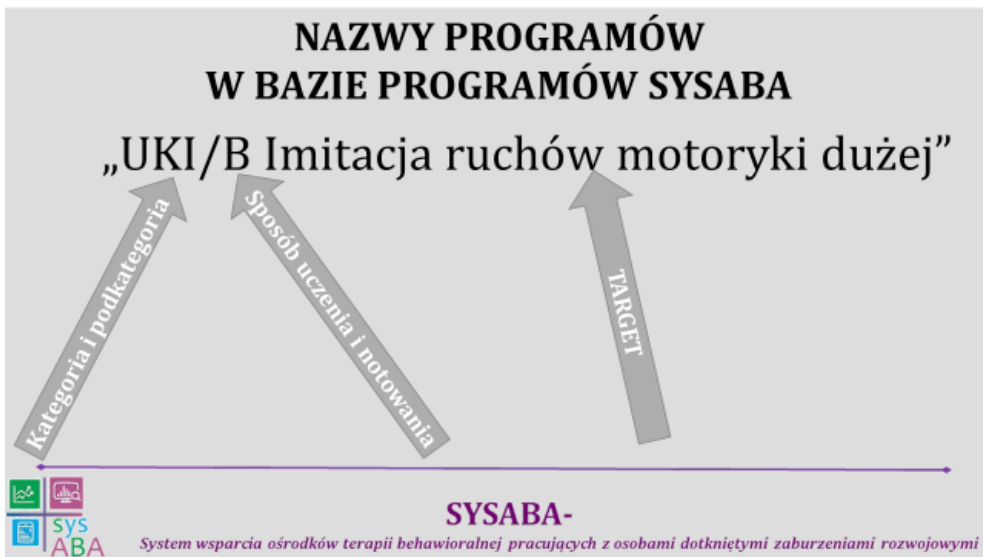 NAZWY PROGRAMÓW
W BAZIE PROGRAMÓW SYSABA
„UKI/B Imitacja ruchów motoryki dużej”
Kategoria i podkategoria
Sposób uczenia i notowania
TARGET
sys
ABA
SYSABA-
System wsparcia ośrodków terapii behawioralnej pracujących z osobami dotkniętymi zaburzeniami rozwojowymi